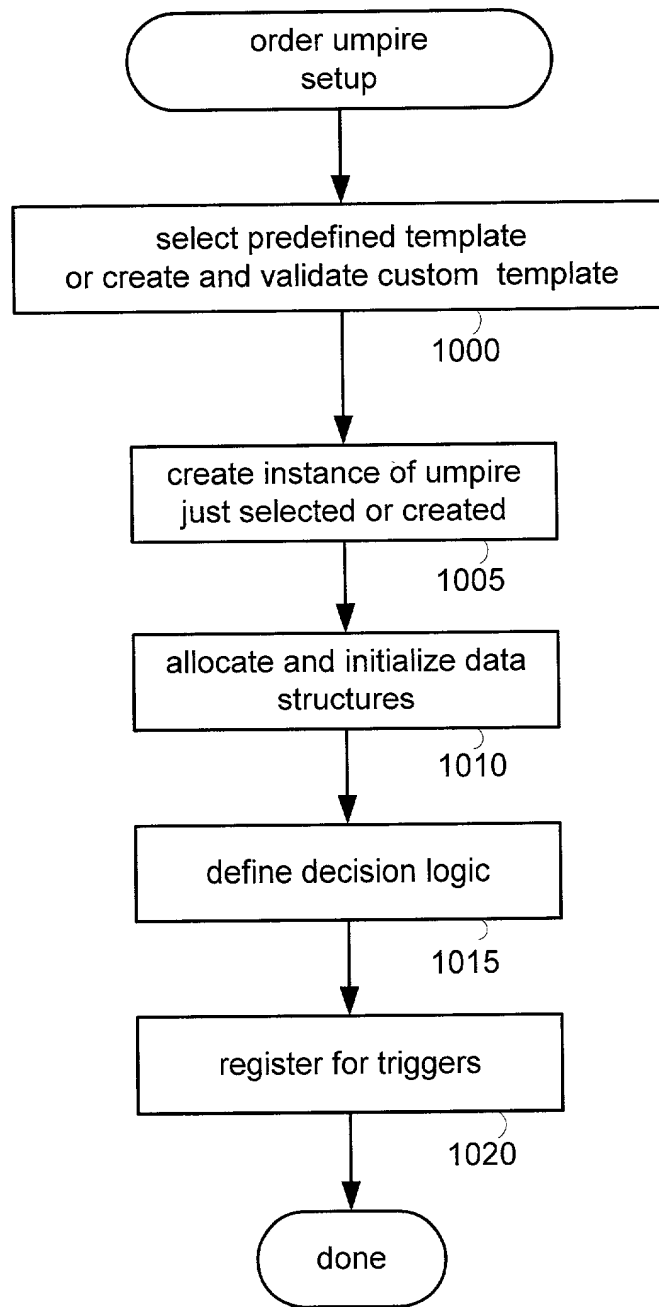 order umpire
setup
select predefined template
or create and validate custom template
1000
create instance of umpire
just selected or created
1005
allocate and initialize data
structures
1010
define decision logic
1015
register for triggers
1020
done